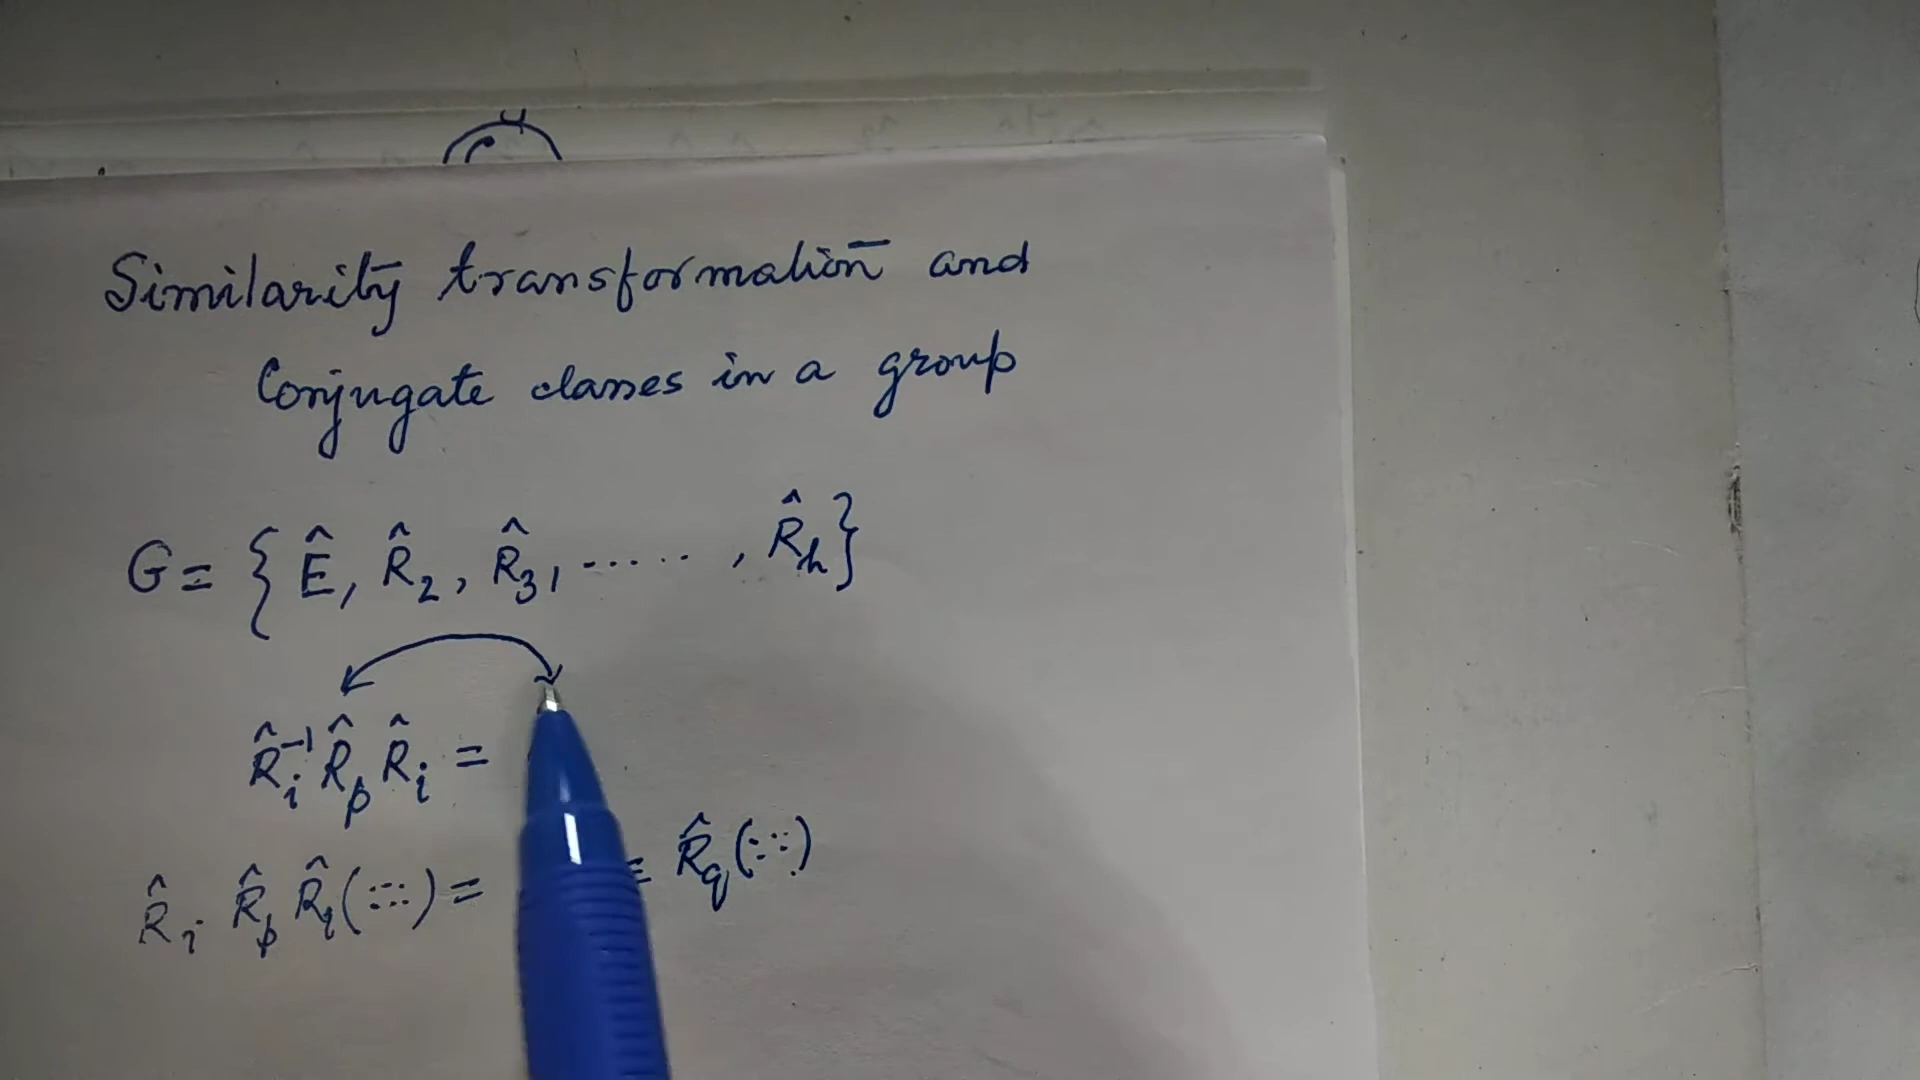 Similarity transformation and
Conjugate classes in a group
G = { Ê, R̂₂, R̂₃, ......, R̂ₕ}
R̂ᵢ⁻¹ R̂ₚ R̂ᵢ =
R̂ᵢ R̂ₚ R̂ᵢ (:::) = = R̂q (:::)